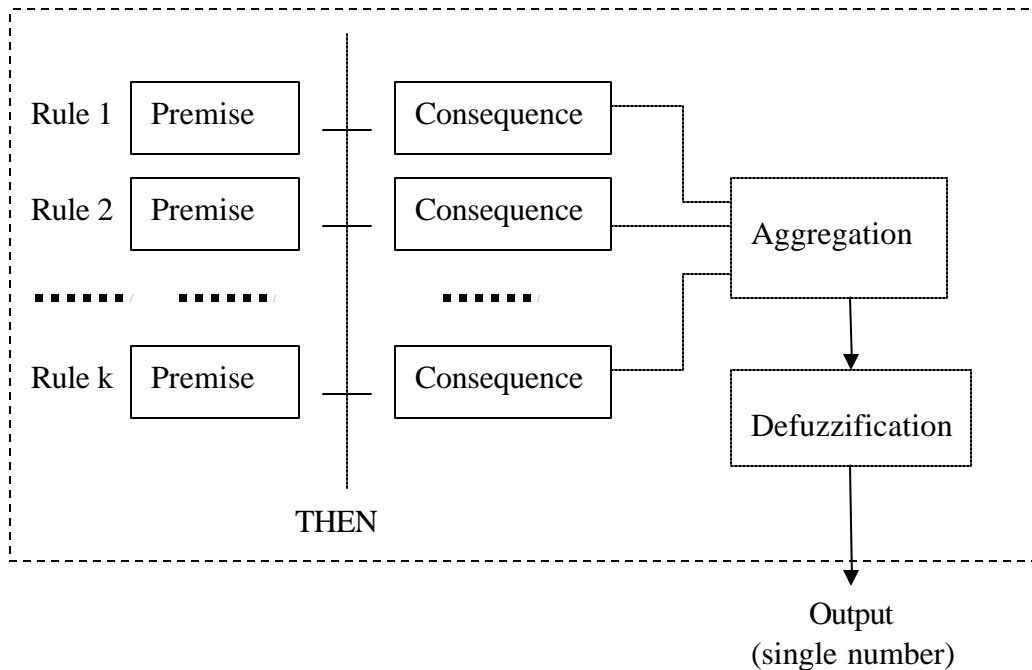 Rule 1 Premise Consequence
Rule 2 Premise Consequence
Aggregation
Rule k Premise Consequence
Defuzzification
THEN
Output
(single number)